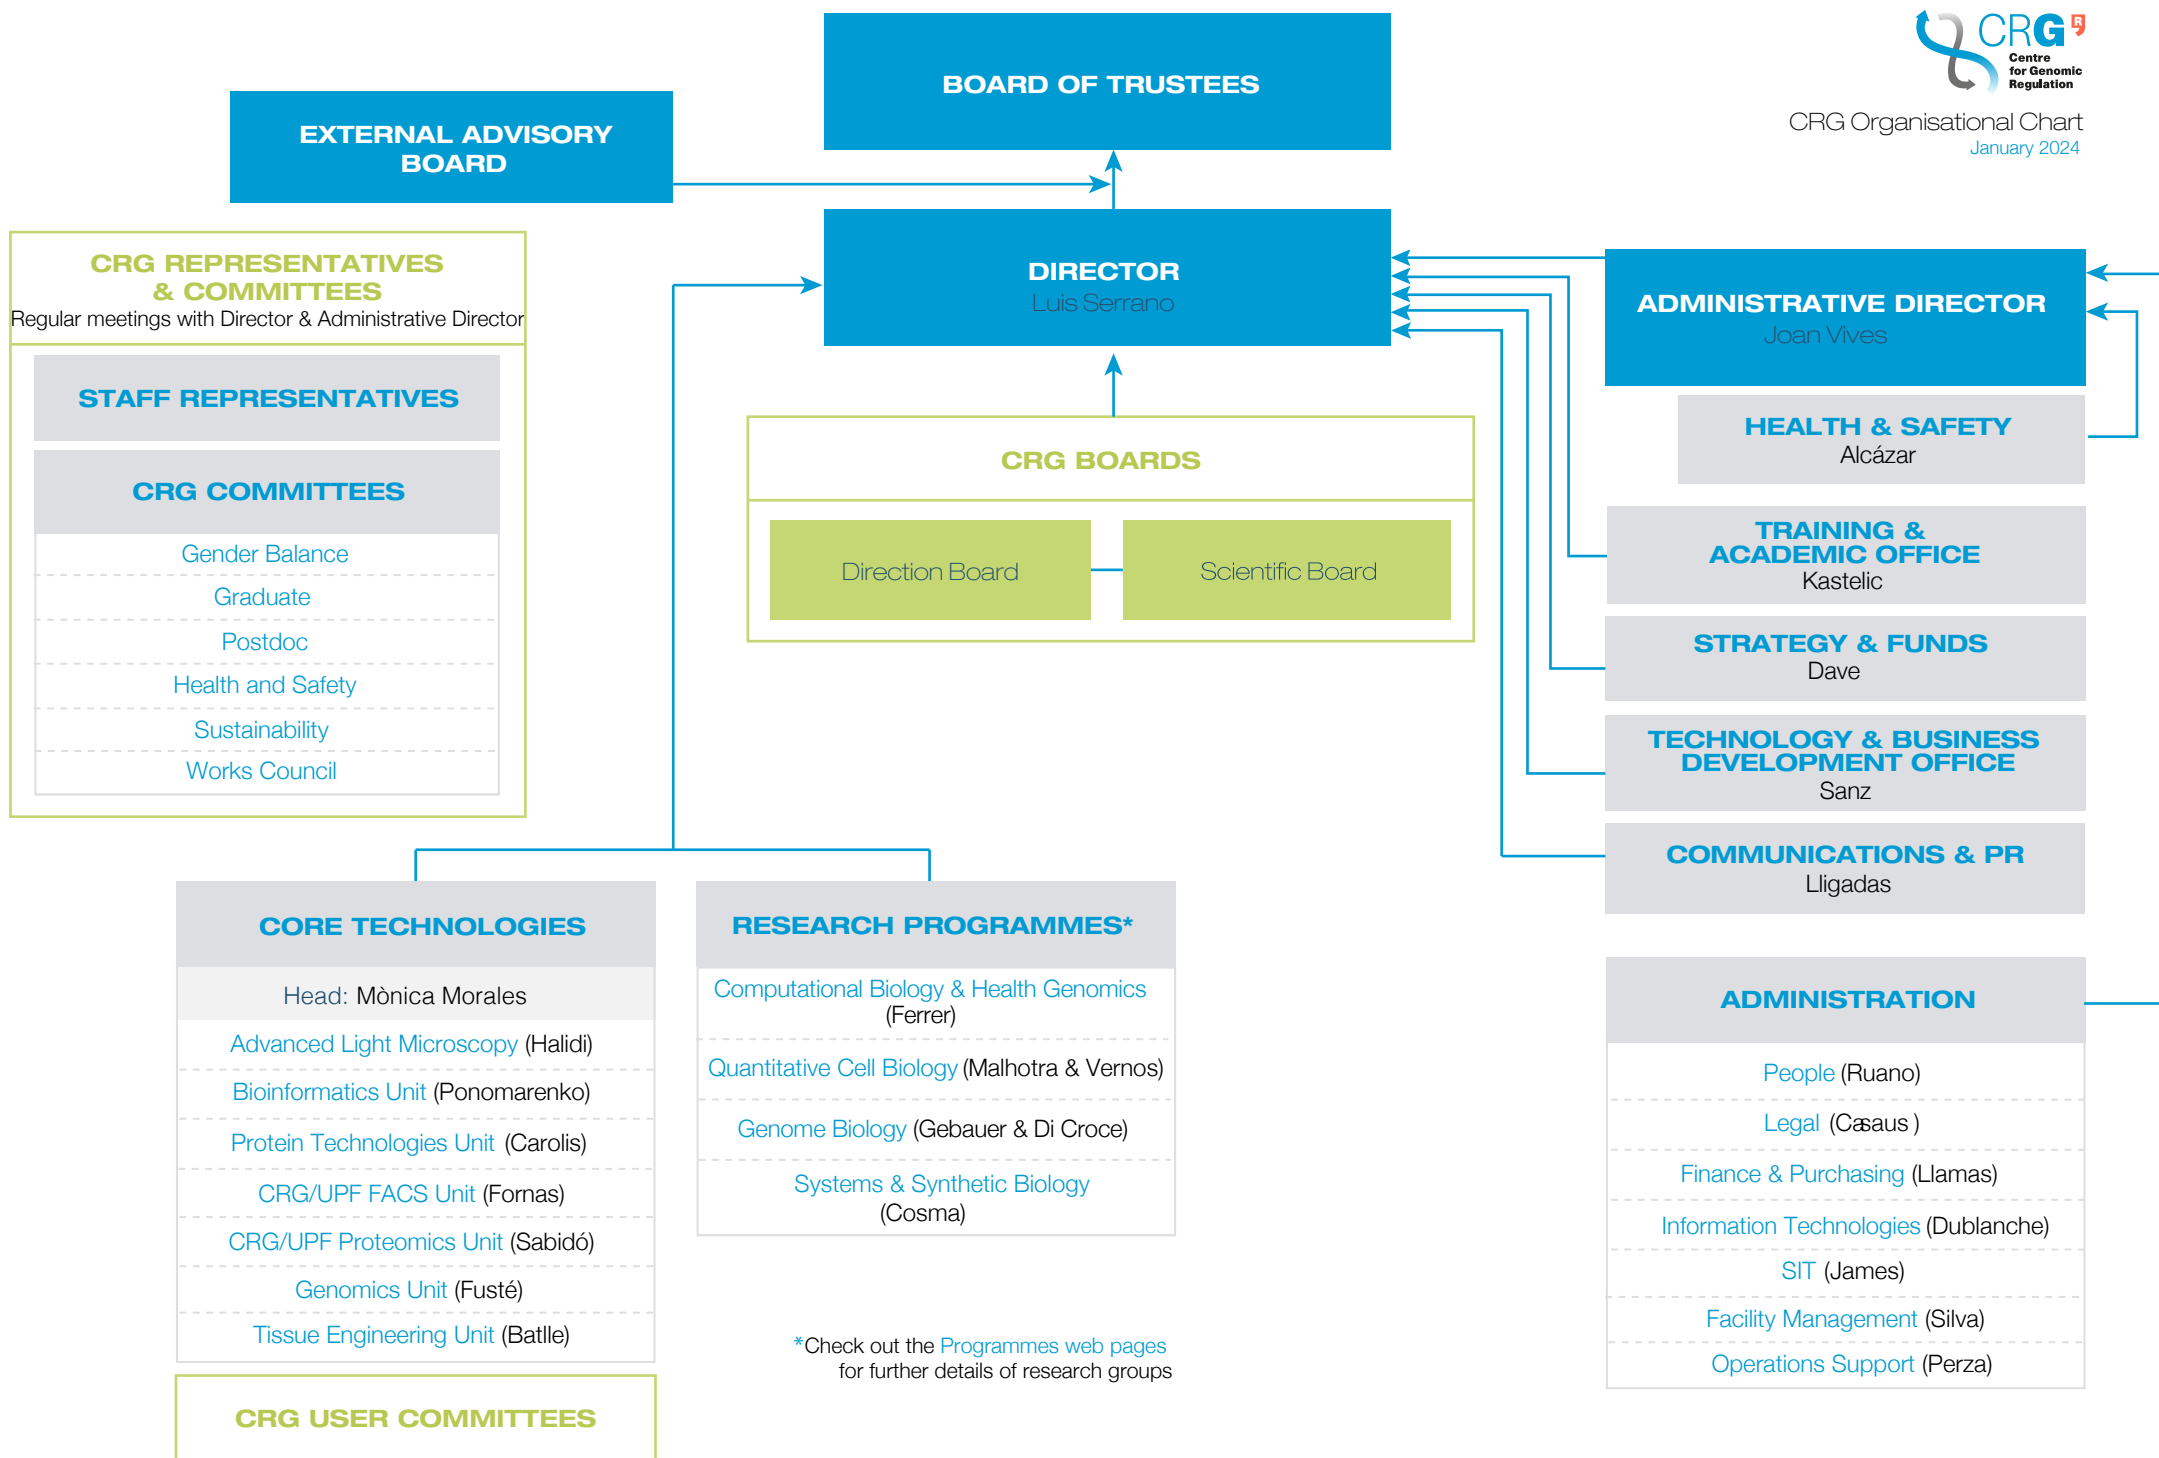 CRG R
Centre
for Genomic
Regulation
CRG Organisational Chart
January 2024
BOARD OF TRUSTEES
EXTERNAL ADVISORY
BOARD
DIRECTOR
Luis Serrano
ADMINISTRATIVE DIRECTOR
Joan Vives
CRG REPRESENTATIVES
& COMMITTEES
Regular meetings with Director & Administrative Director
STAFF REPRESENTATIVES
CRG COMMITTEES
Gender Balance
Graduate
Postdoc
Health and Safety
Sustainability
Works Council
CRG BOARDS
Direction Board
Scientific Board
HEALTH & SAFETY
Alcázar
TRAINING &
ACADEMIC OFFICE
Kastelic
STRATEGY & FUNDS
Dave
TECHNOLOGY & BUSINESS
DEVELOPMENT OFFICE
Sanz
COMMUNICATIONS & PR
Lligadas
CORE TECHNOLOGIES
Head: Mònica Morales
Advanced Light Microscopy (Halidi)
Bioinformatics Unit (Ponomarenko)
Protein Technologies Unit (Carolis)
CRG/UPF FACS Unit (Fornas)
CRG/UPF Proteomics Unit (Sabidó)
Genomics Unit (Fusté)
Tissue Engineering Unit (Batlle)
CRG USER COMMITTEES
RESEARCH PROGRAMMES*
Computational Biology & Health Genomics
(Ferrer)
Quantitative Cell Biology (Malhotra & Vernos)
Genome Biology (Gebauer & Di Croce)
Systems & Synthetic Biology
(Cosma)
*Check out the Programmes web pages
for further details of research groups
ADMINISTRATION
People (Ruano)
Legal (Casaus )
Finance & Purchasing (Llamas)
Information Technologies (Dublanche)
SIT (James)
Facility Management (Silva)
Operations Support (Perza)